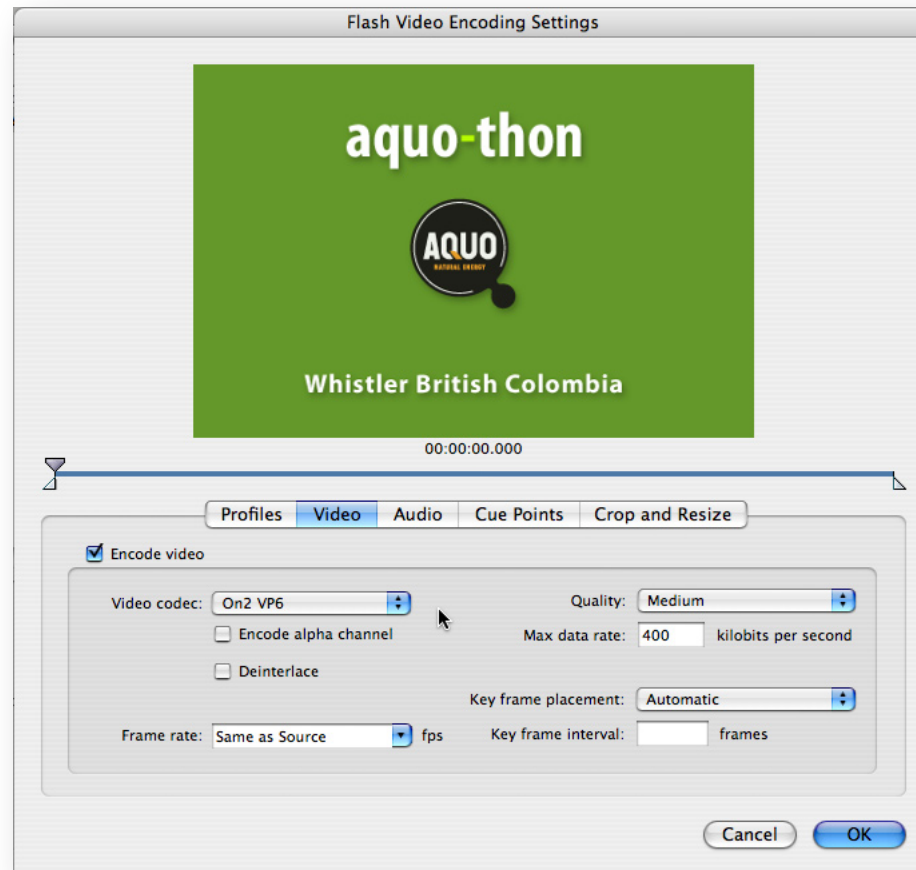 Flash Video Encoding Settings
aquo-thon
AQUO
NATURAL ENERGY
Whistler British Colombia
00:00:00.000
Profiles Video Audio Cue Points Crop and Resize
Encode video
Video codec: On2 VP6 Quality: Medium
Encode alpha channel Max data rate: 400 kilobits per second
Deinterlace
Key frame placement: Automatic
Frame rate: Same as Source fps Key frame interval: frames
Cancel OK